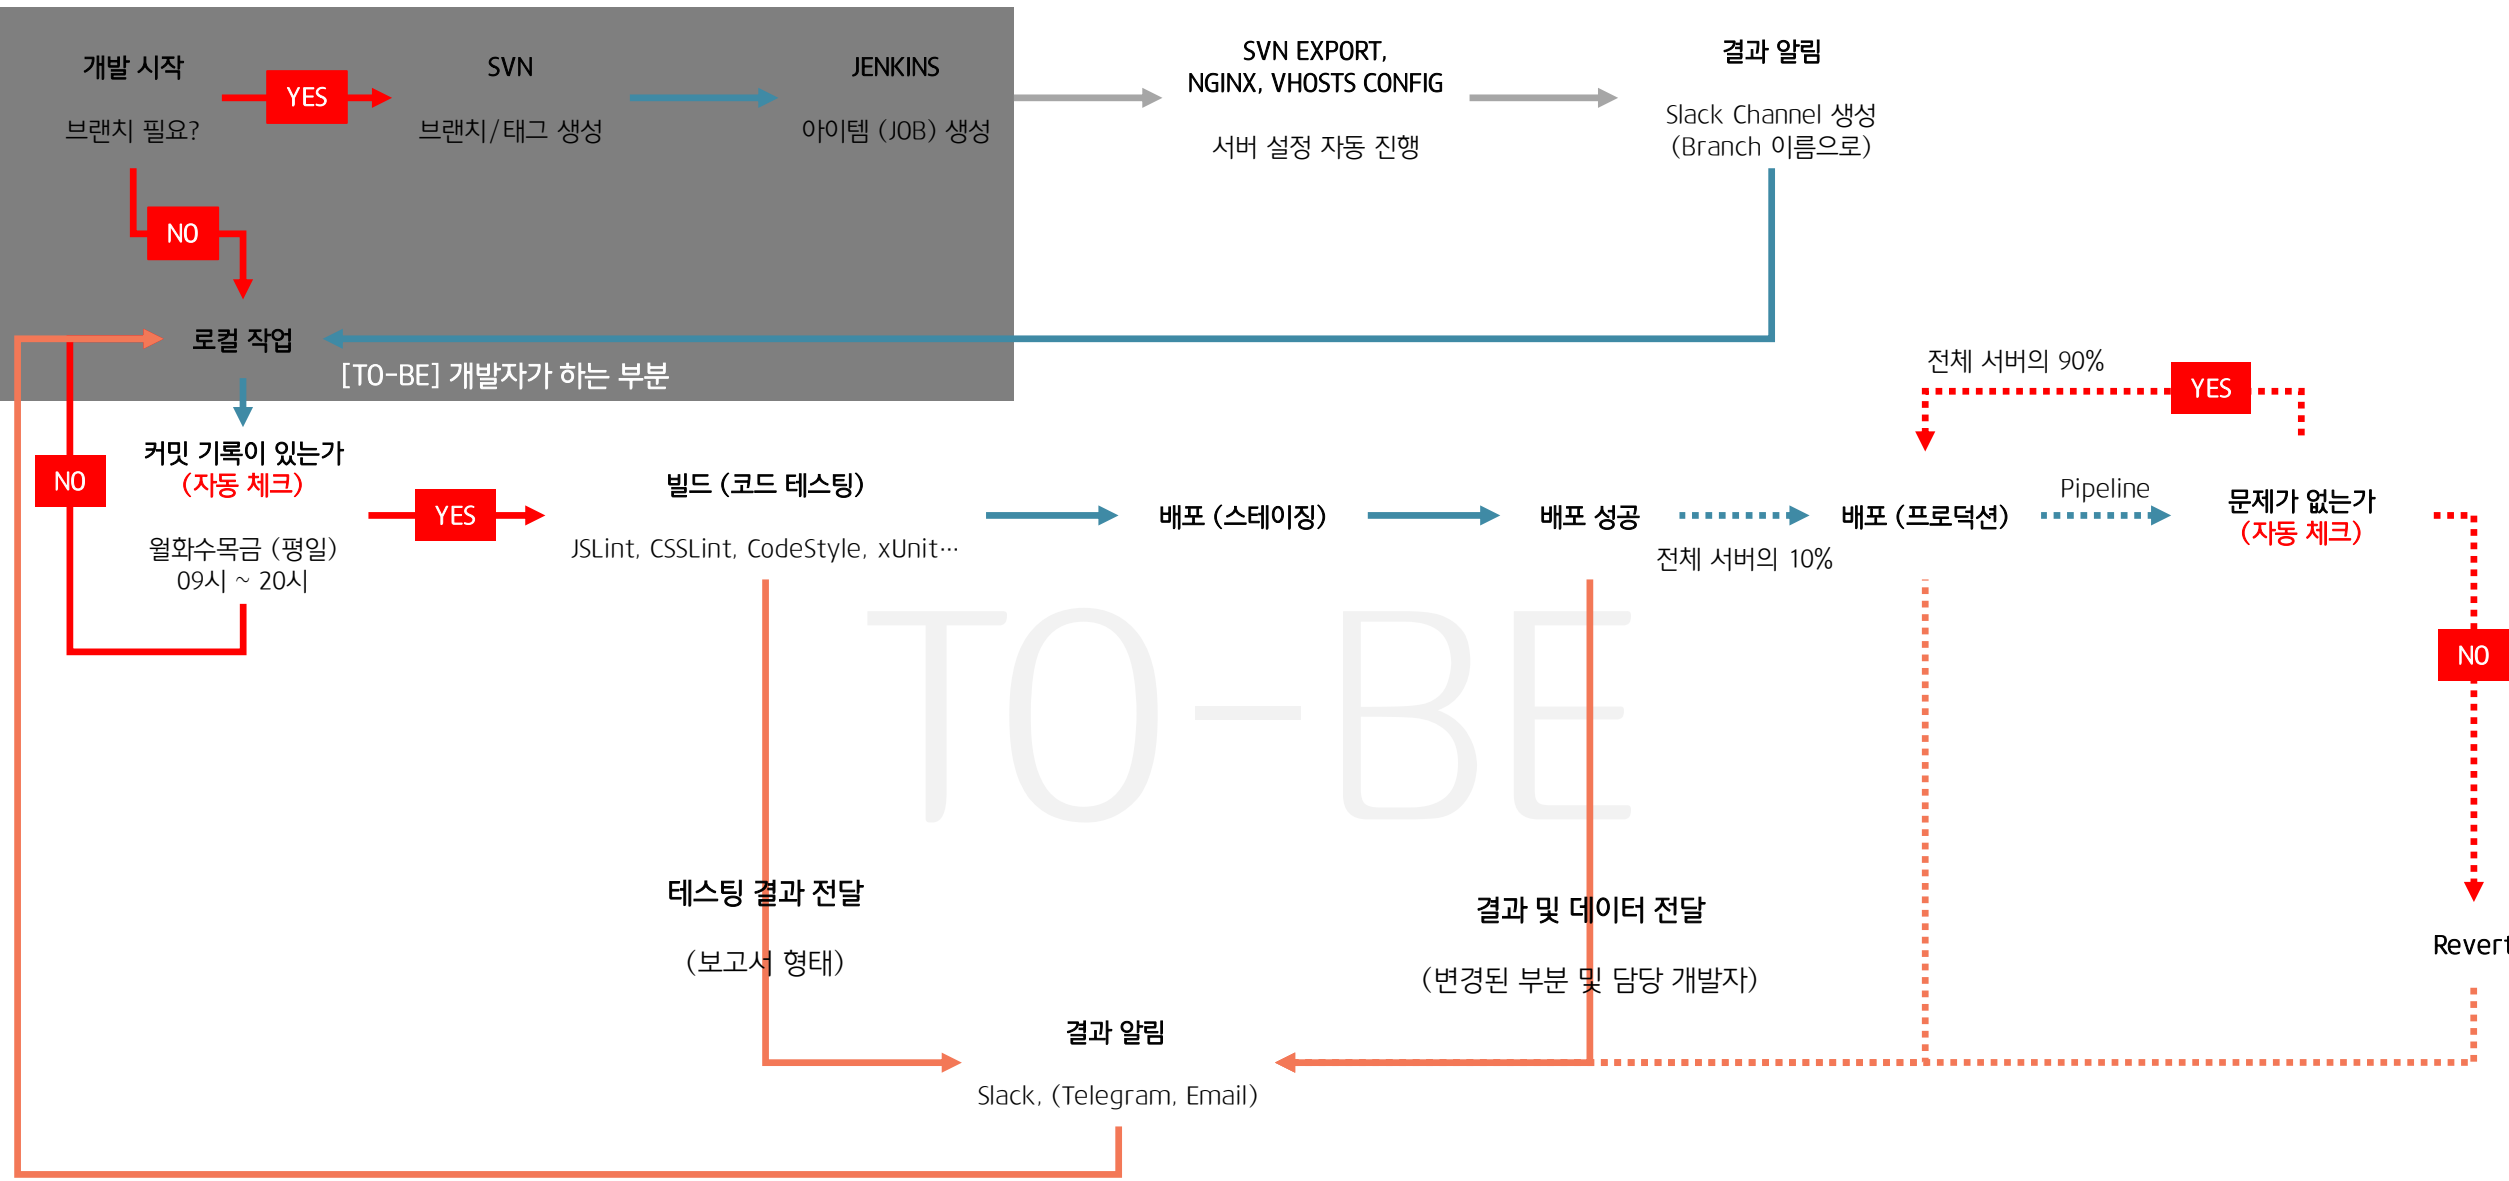 개발 시작
브랜치 필요?
YES
SVN
브랜치/태그 생성
JENKINS
아이템 (JOB) 생성
SVN EXPORT,
NGINX, VHOSTS CONFIG
서버 설정 자동 진행
결과 알림
Slack Channel 생성
(Branch 이름으로)
NO
로컬 작업
[TO-BE] 개발자가 하는 부분
전체 서버의 90%
YES
커밋 기록이 있는가
(자동 체크)
월화수목금 (평일)
09시 ~ 20시
NO
YES
빌드 (코드 테스팅)
JSLint, CSSLint, CodeStyle, xUnit…
배포 (스테이징)
배포 성공
전체 서버의 10%
배포 (프로덕션)
Pipeline
문제가 없는가
(자동 체크)
NO
TO-BE
테스팅 결과 전달
(보고서 형태)
결과 및 데이터 전달
(변경된 부분 및 담당 개발자)
Revert
결과 알림
Slack, (Telegram, Email)